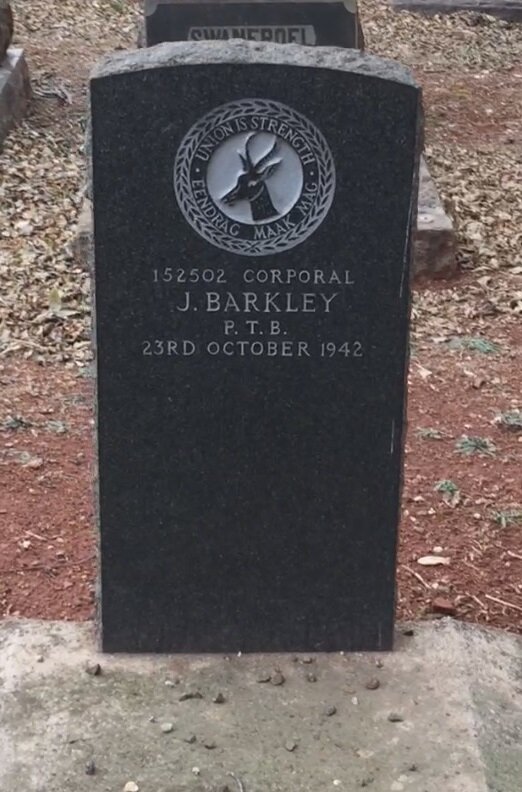 SWANEPOEL
UNION IS STRENGTH
EENDRAG MAAK MAG
152502 CORPORAL
J. BARKLEY
P. T. B.
23RD OCTOBER 1942